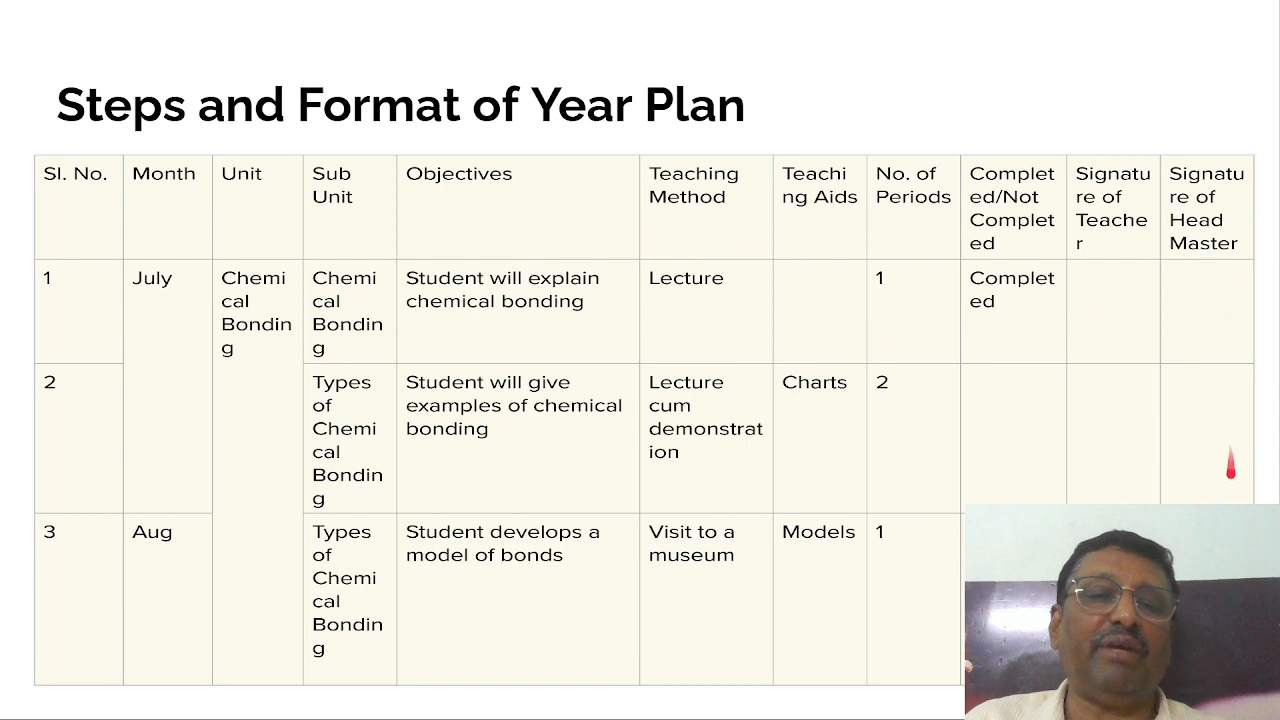 Steps and Format of Year Plan
Sl. No.
Month
Unit
Sub
Unit
Objectives
Teaching
Method
Teachi
ng Aids
No. of
Periods
Complet
ed/Not
Complet
ed
Signatu
re of
Teache
r
Signatu
re of
Head
Master
1
July
Chemi
cal
Bondin
g
Chemi
cal
Bondin
g
Student will explain
chemical bonding
Lecture
1
Complet
ed
2
Types
of
Chemi
cal
Bondin
g
Student will give
examples of chemical
bonding
Lecture
cum
demonstrat
ion
Charts
2
3
Aug
Types
of
Chemi
cal
Bondin
g
Student develops a
model of bonds
Visit to a
museum
Models
1